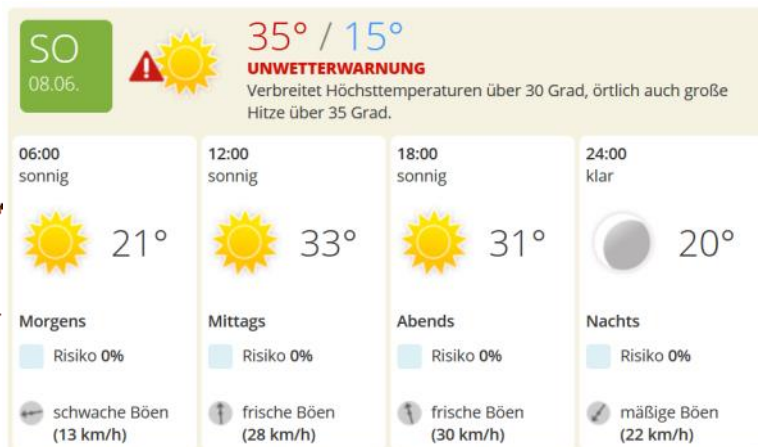 SO
08.06.
35° / 15°
UNWETTERWARNUNG
Verbreitet Höchsttemperaturen über 30 Grad, örtlich auch große
Hitze über 35 Grad.
06:00
sonnig
21°
Morgens
Risiko 0%
schwache Böen
(13 km/h)
12:00
sonnig
33°
Mittags
Risiko 0%
frische Böen
(28 km/h)
18:00
sonnig
31°
Abends
Risiko 0%
frische Böen
(30 km/h)
24:00
klar
20°
Nachts
Risiko 0%
mäßige Böen
(22 km/h)